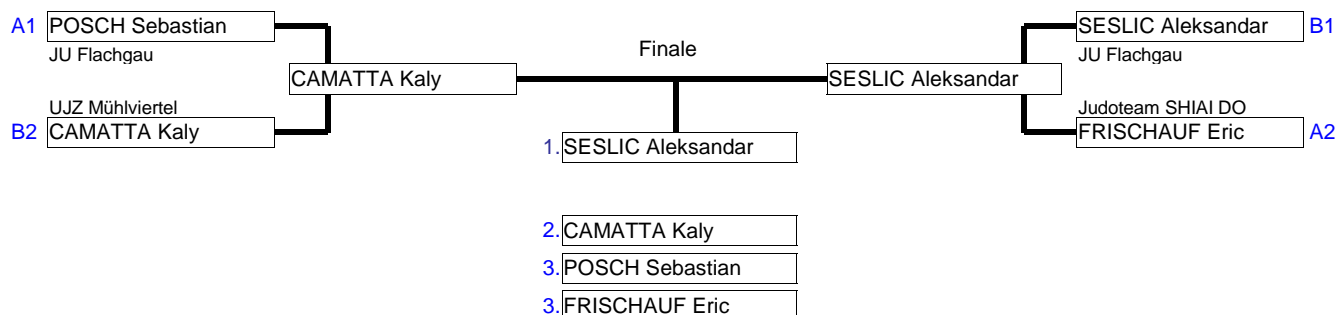 A1 POSCH Sebastian
JU Flachgau
CAMATTA Kaly
UJZ Mühlviertel
B2 CAMATTA Kaly
Finale
SESLIC Aleksandar B1
JU Flachgau
SESLIC Aleksandar
Judoteam SHIAI DO
FRISCHAUF Eric A2
1. SESLIC Aleksandar
2. CAMATTA Kaly
3. POSCH Sebastian
3. FRISCHAUF Eric